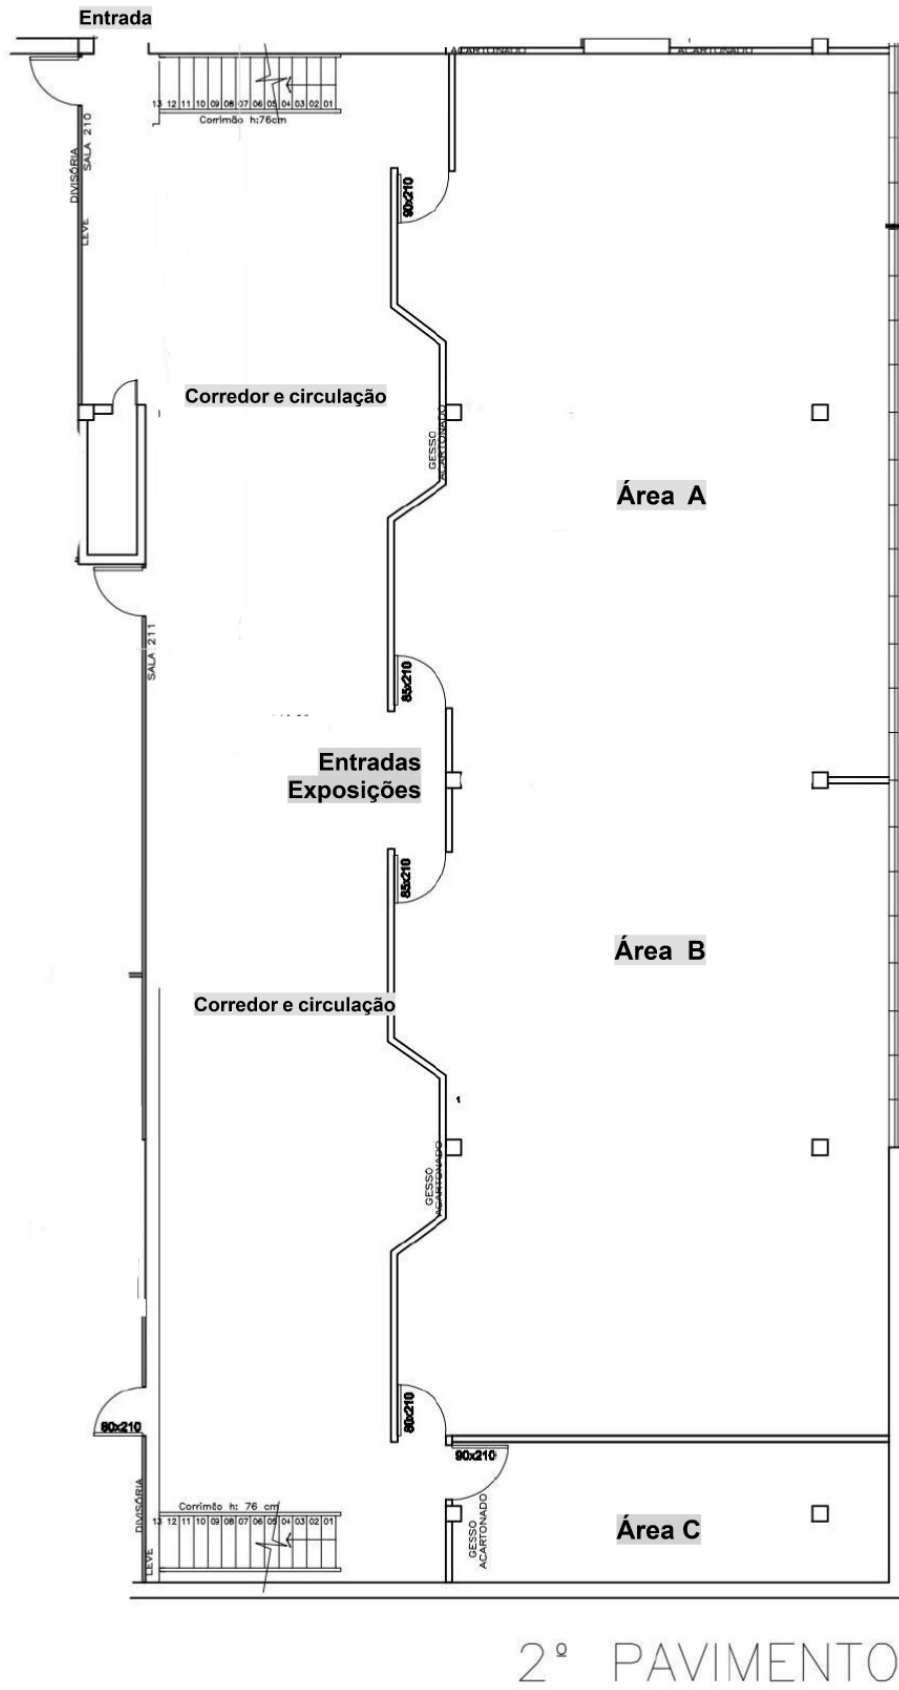 Entrada
ACARTONADO
ACARTONADO
13 12 11 10 09 08 07 06 05 04 03 02 01
Corrimão h:76cm
DIVISÓRIA
LEVE
SALA 210
90x210
Corredor e circulação
GESSO
ACARTONADO
Área A
SALA 211
85x210
Entradas
Exposições
85x210
Área B
Corredor e circulação
GESSO
ACARTONADO
80x210
80x210
90x210
DIVISÓRIA
LEVE
Corrimão h: 76 cm
13 12 11 10 09 08 07 06 05 04 03 02 01
GESSO
ACARTONADO
Área C
2º PAVIMENTO